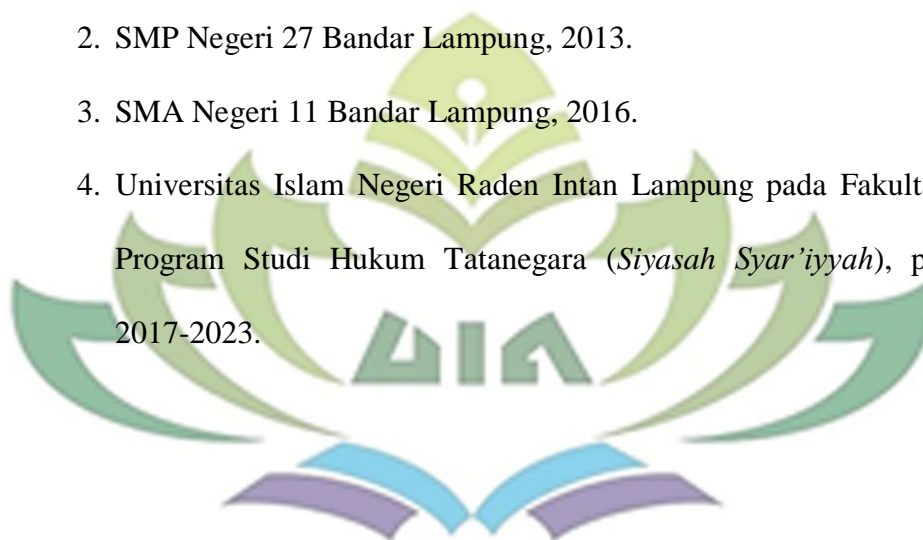 2. SMP Negeri 27 Bandar Lampung, 2013.
3. SMA Negeri 11 Bandar Lampung, 2016.
4. Universitas Islam Negeri Raden Intan Lampung pada Fakult
Program Studi Hukum Tatanegara (Siyasah Syar’iyyah), p
2017-2023.